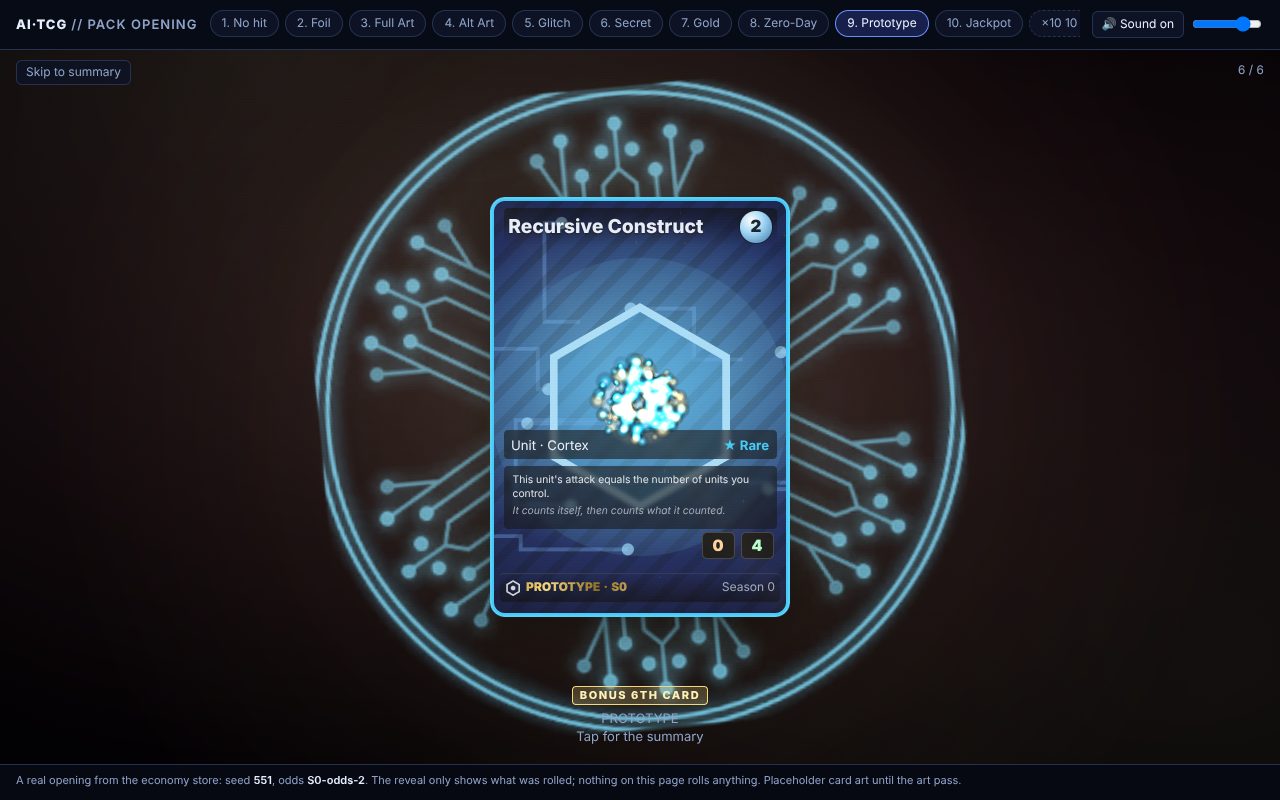 AI·TCG // PACK OPENING
1. No hit
2. Foil
3. Full Art
4. Alt Art
5. Glitch
6. Secret
7. Gold
8. Zero-Day
9. Prototype
10. Jackpot
×10 10
🔊 Sound on
Skip to summary
6 / 6
Recursive Construct
2
Unit · Cortex
★ Rare
This unit's attack equals the number of units you
control.
It counts itself, then counts what it counted.
0
4
PROTOTYPE · S0
Season 0
BONUS 6TH CARD
PROTOTYPE
Tap for the summary
A real opening from the economy store: seed 551, odds S0-odds-2. The reveal only shows what was rolled; nothing on this page rolls anything. Placeholder card art until the art pass.